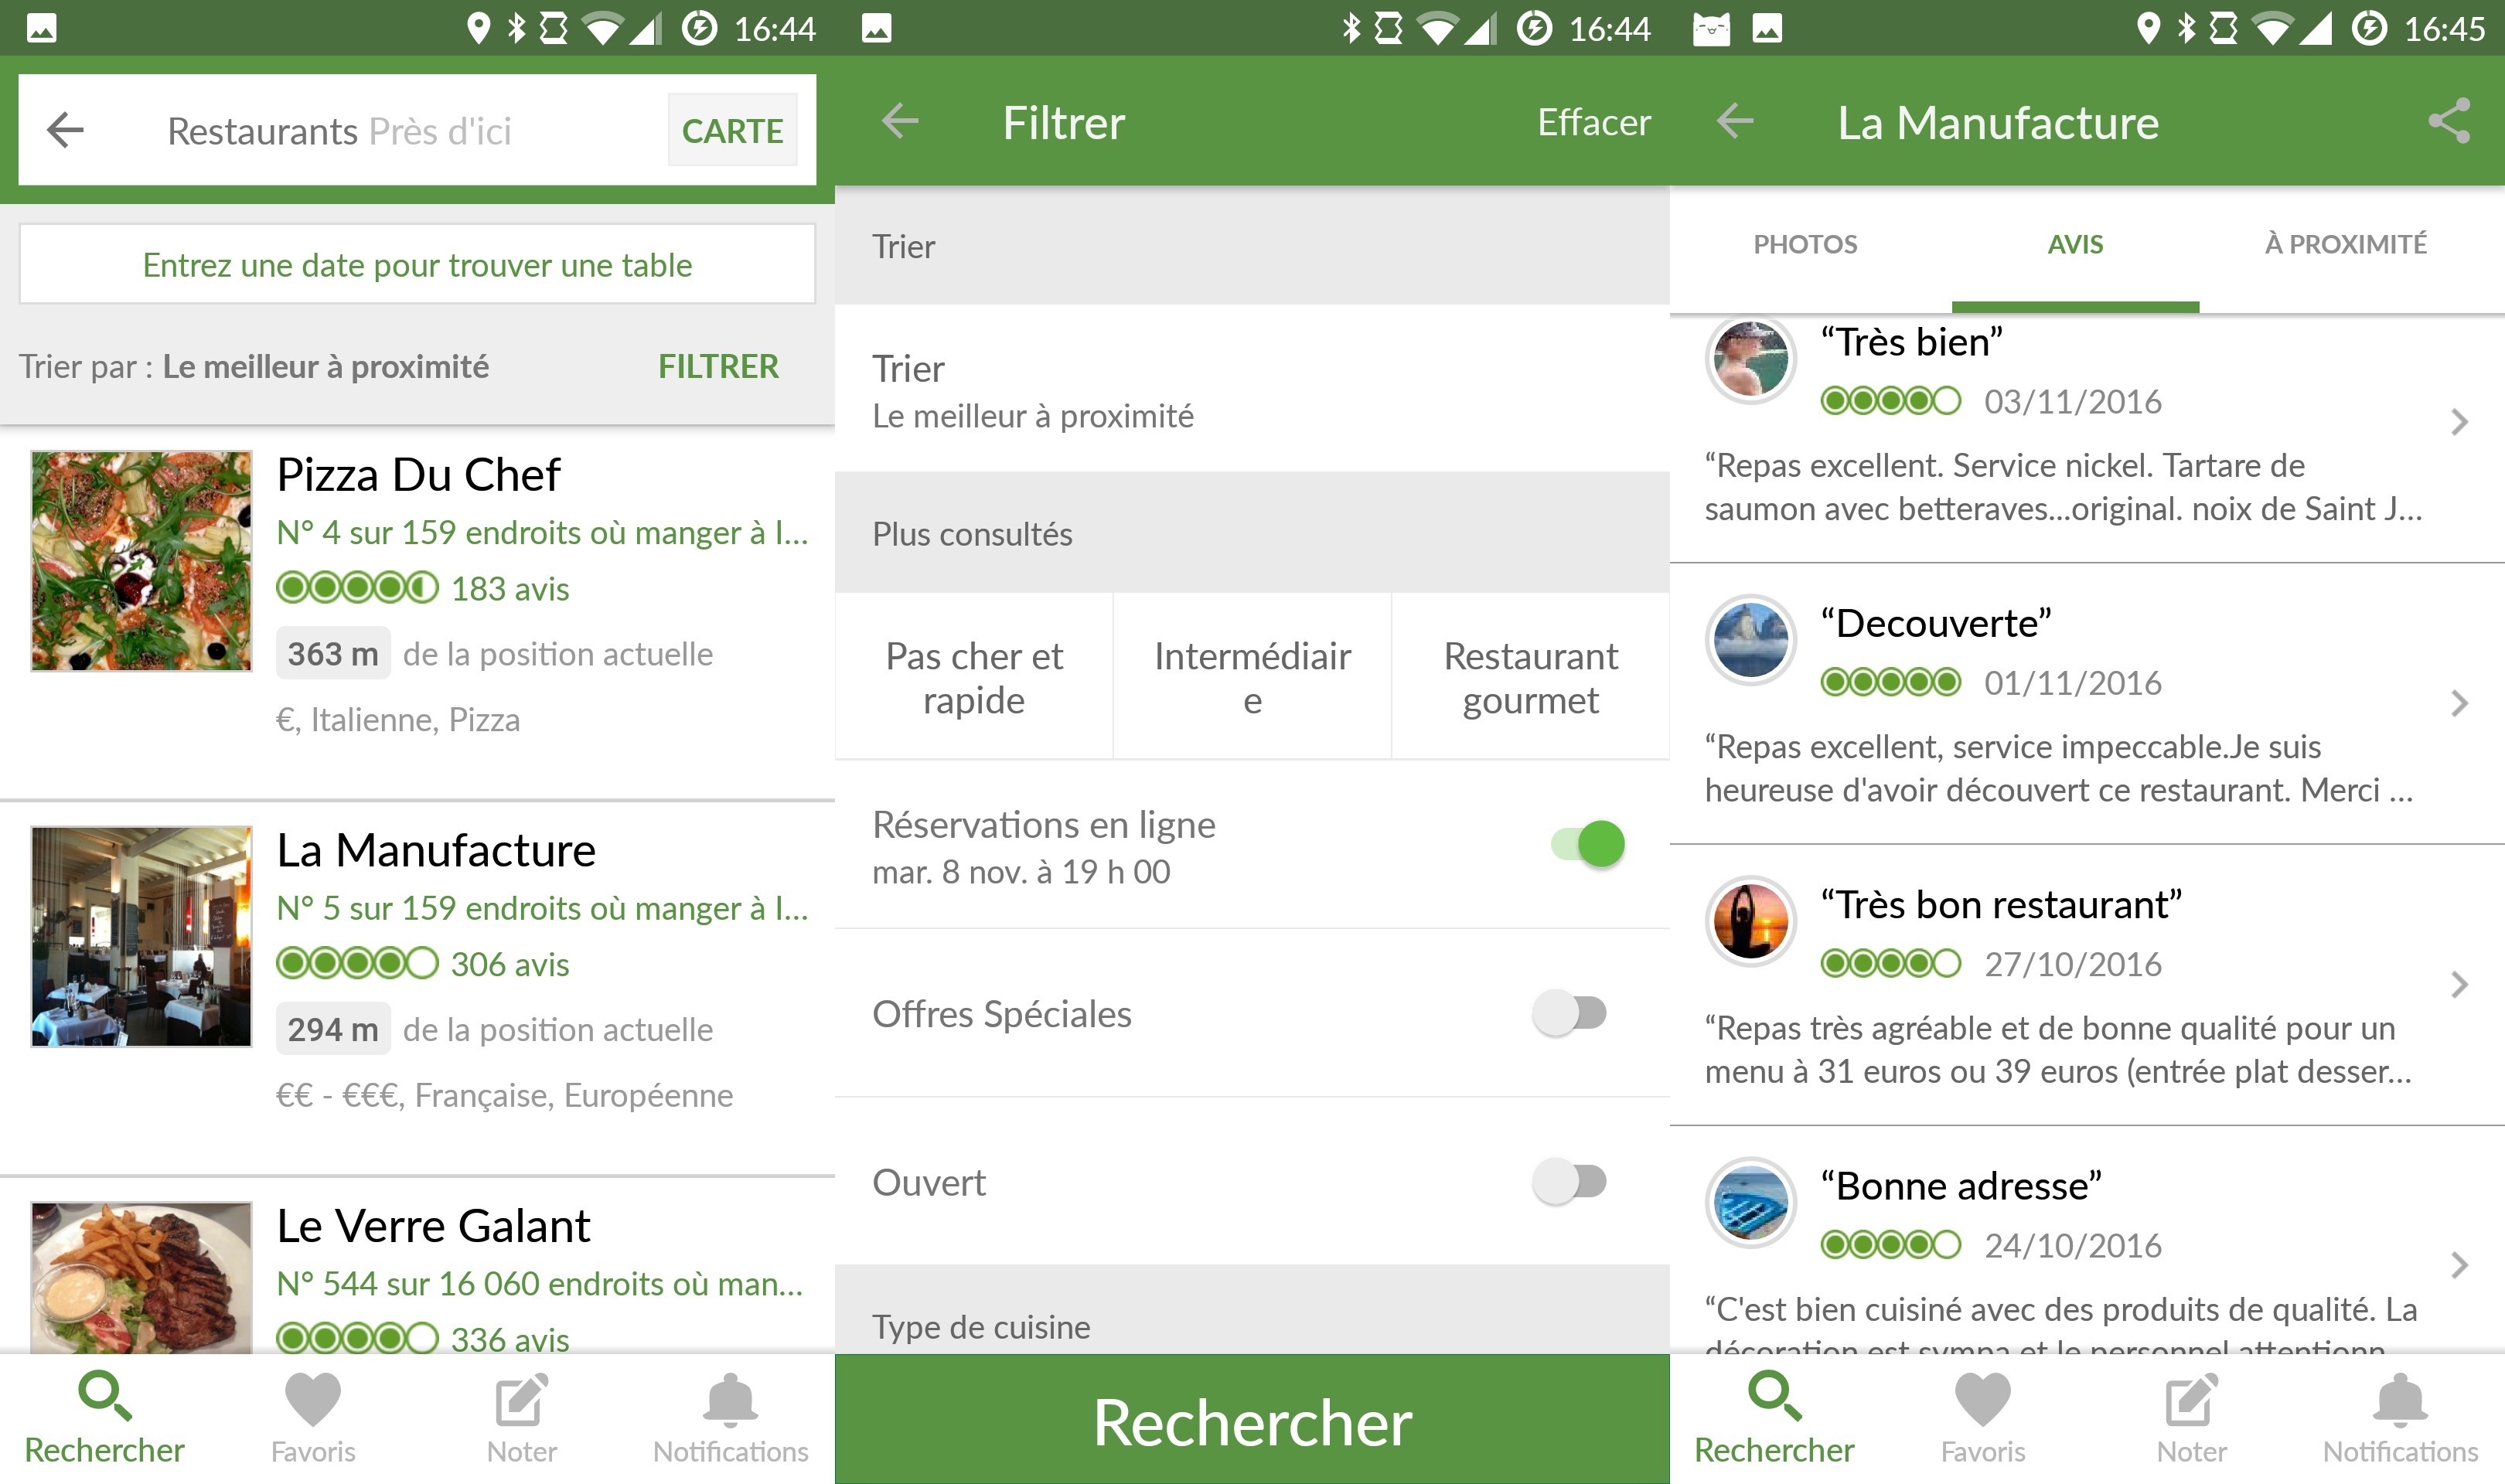 16:44
Restaurants Près d'ici
CARTE
Entrez une date pour trouver une table
Trier par : Le meilleur à proximité
FILTRER
Pizza Du Chef
N° 4 sur 159 endroits où manger à I...
183 avis
363 m de la position actuelle
€, Italienne, Pizza
La Manufacture
N° 5 sur 159 endroits où manger à I...
306 avis
294 m de la position actuelle
€€ - €€€, Française, Européenne
Le Verre Galant
N° 544 sur 16 060 endroits où man...
336 avis
Rechercher
Favoris
Noter
Notifications
16:44
Filtrer
Effacer
Trier
Trier
Le meilleur à proximité
Plus consultés
Pas cher et
rapide
Intermédiair
e
Restaurant
gourmet
Réservations en ligne
mar. 8 nov. à 19 h 00
Offres Spéciales
Ouvert
Type de cuisine
Rechercher
16:45
La Manufacture
PHOTOS
AVIS
À PROXIMITÉ
“Très bien”
03/11/2016
“Repas excellent. Service nickel. Tartare de
saumon avec betteraves...original. noix de Saint J...
“Decouverte”
01/11/2016
“Repas excellent, service impeccable.Je suis
heureuse d'avoir découvert ce restaurant. Merci ...
“Très bon restaurant”
27/10/2016
“Repas très agréable et de bonne qualité pour un
menu à 31 euros ou 39 euros (entrée plat desser...
“Bonne adresse”
24/10/2016
“C'est bien cuisiné avec des produits de qualité. La
décoration est sympa et le personnel attentionn
Rechercher
Favoris
Noter
Notifications